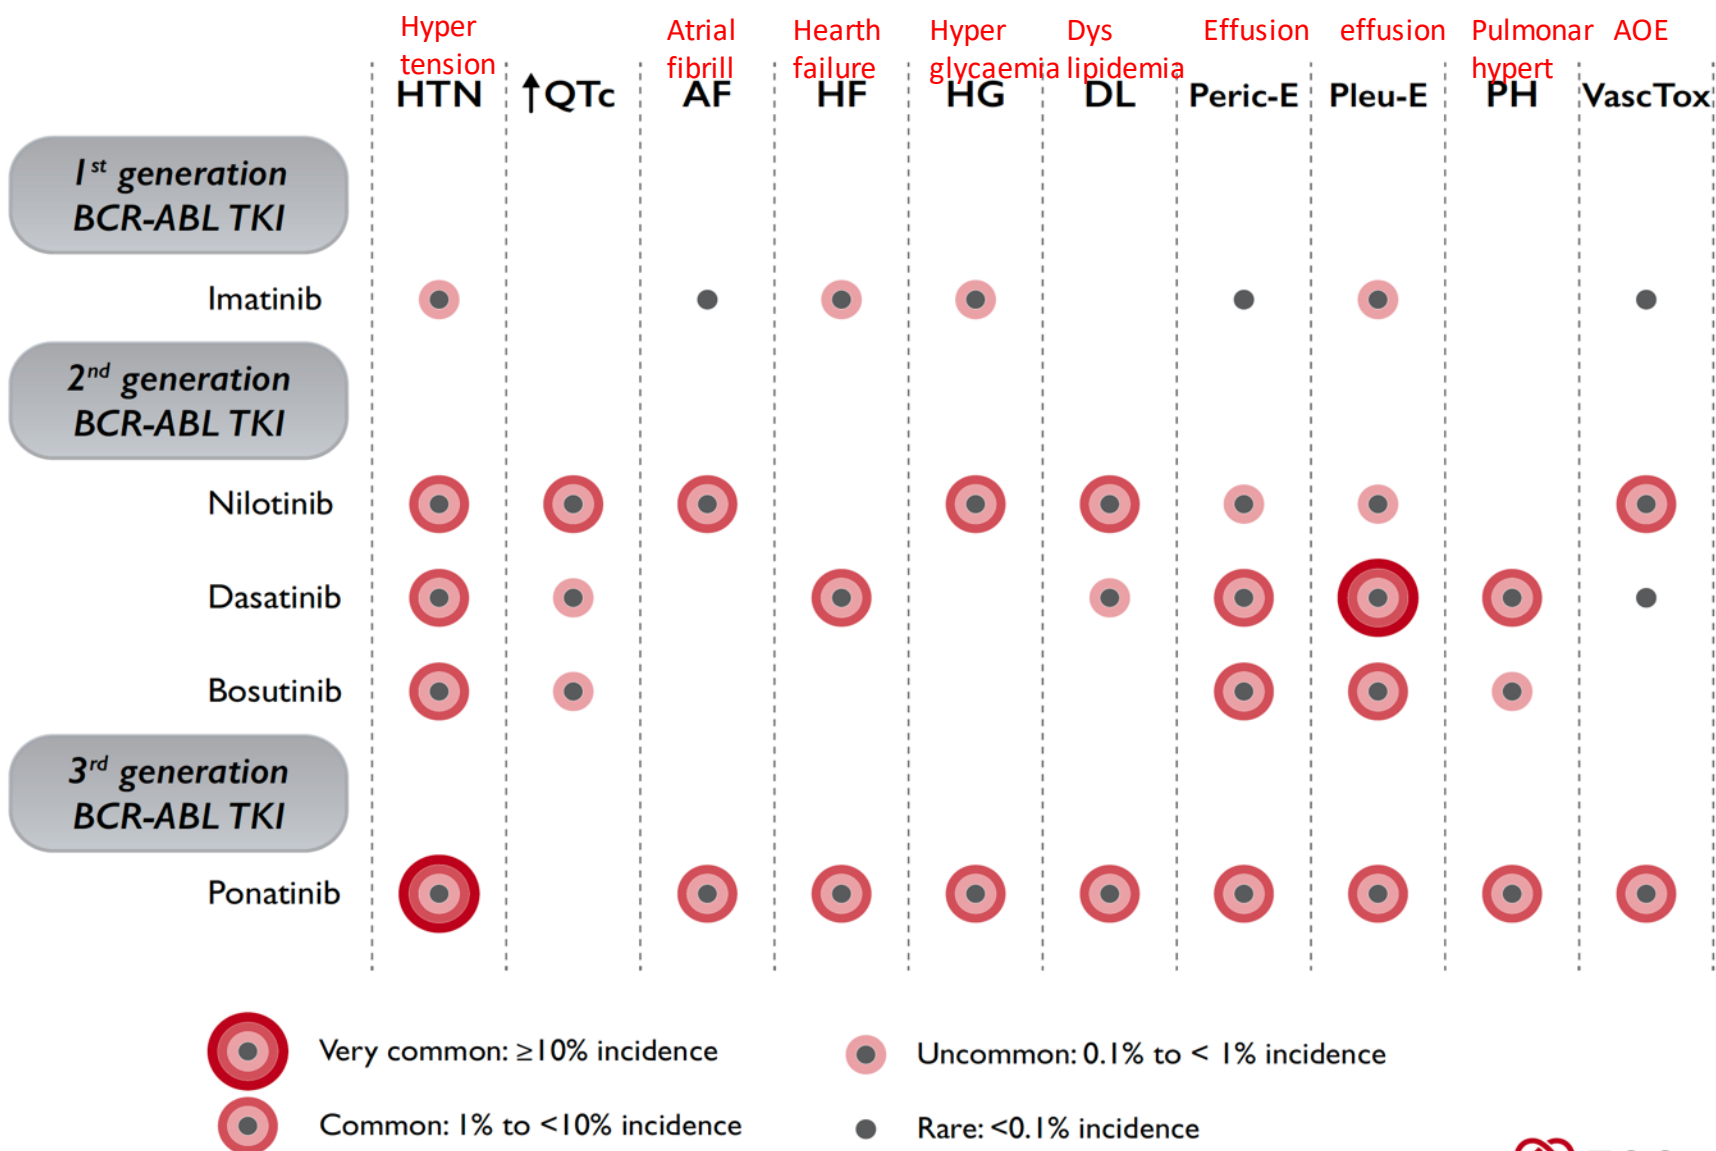 Hyper
tension
Atrial
fibrill
Hearth
failure
Hyper
glycaemia
Dys
lipidemia
Effusion
effusion
Pulmonar
hypert
AOE
HTN ↑QTc AF HF HG DL Peric-E Pleu-E PH VascTox
1st generation
BCR-ABL TKI
Imatinib
2nd generation
BCR-ABL TKI
Nilotinib
Dasatinib
Bosutinib
3rd generation
BCR-ABL TKI
Ponatinib
Very common: ≥10% incidence
Uncommon: 0.1% to < 1% incidence
Common: 1% to <10% incidence
Rare: <0.1% incidence